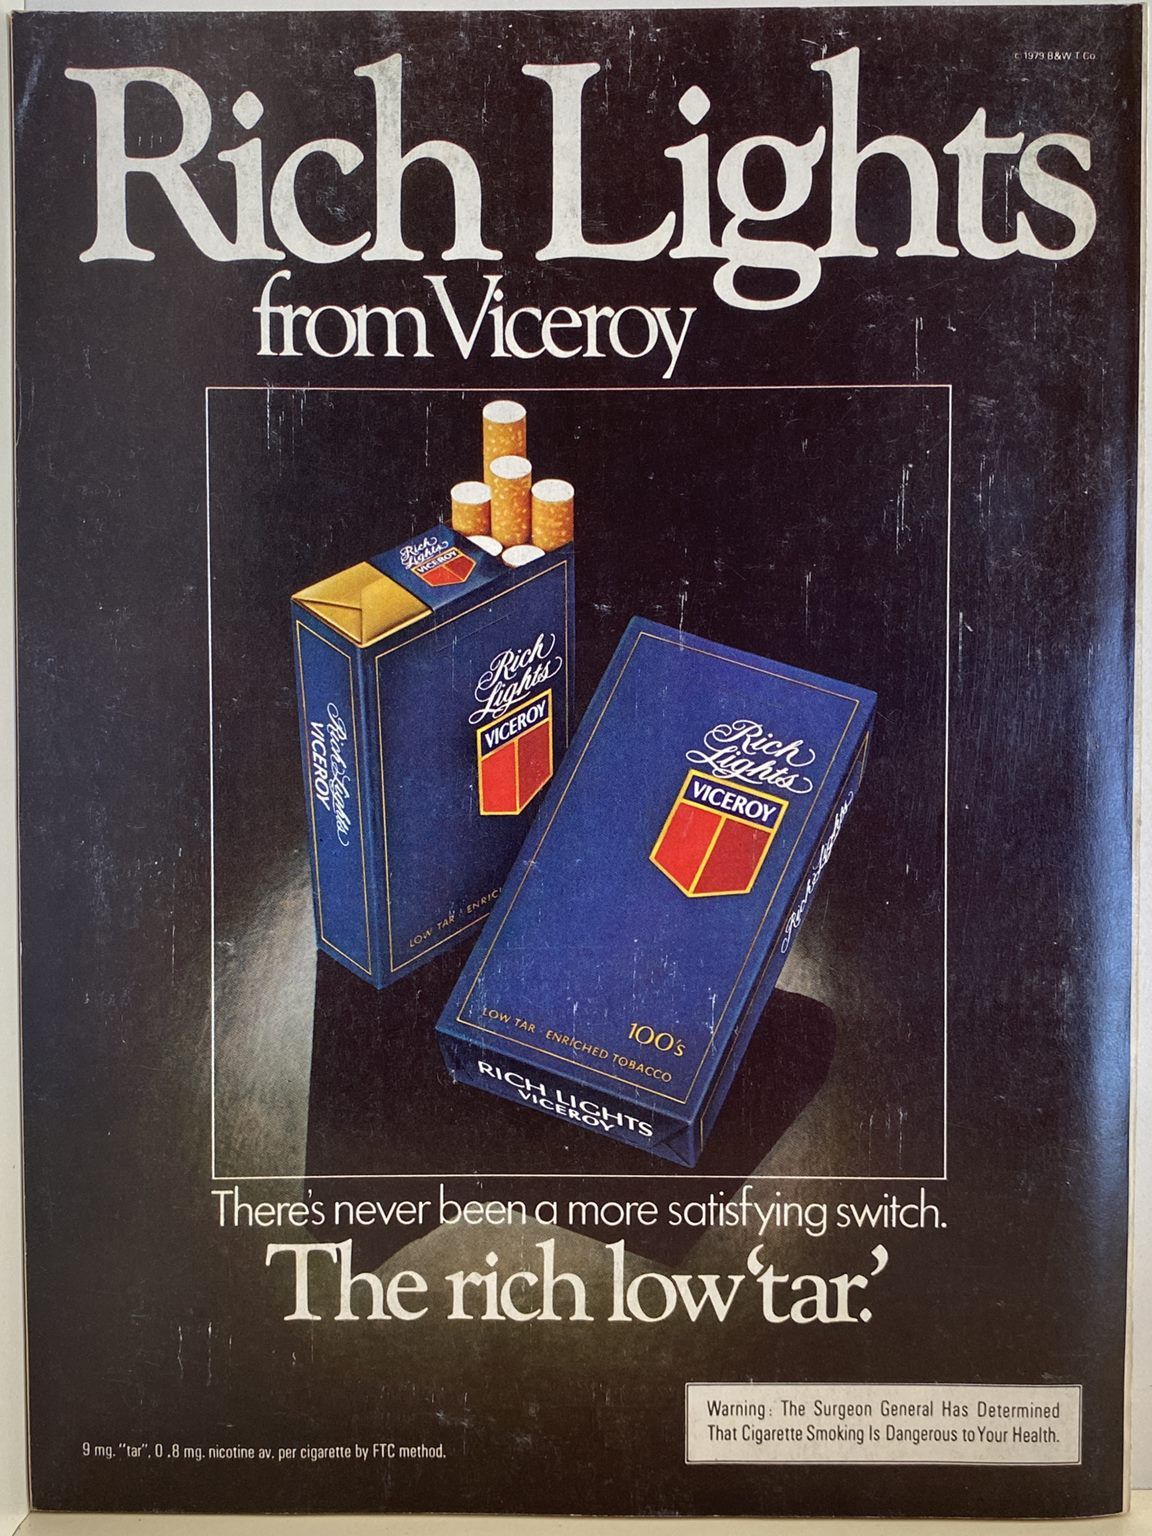 © 1979 B&W T Co
Rich Lights
from Viceroy
Rich
Lights
VICEROY
Rich
Lights
VICEROY
Rich Lights
VICEROY
LOW TAR ENRIC
Rich
Lights
VICEROY
Rich Lights
100's
LOW TAR ENRICHED TOBACCO
RICH LIGHTS
VICEROY
There's never been a more satisfying switch.
The rich low 'tar.'
Warning: The Surgeon General Has Determined
That Cigarette Smoking Is Dangerous to Your Health.
9 mg. "tar", 0.8 mg. nicotine av. per cigarette by FTC method.